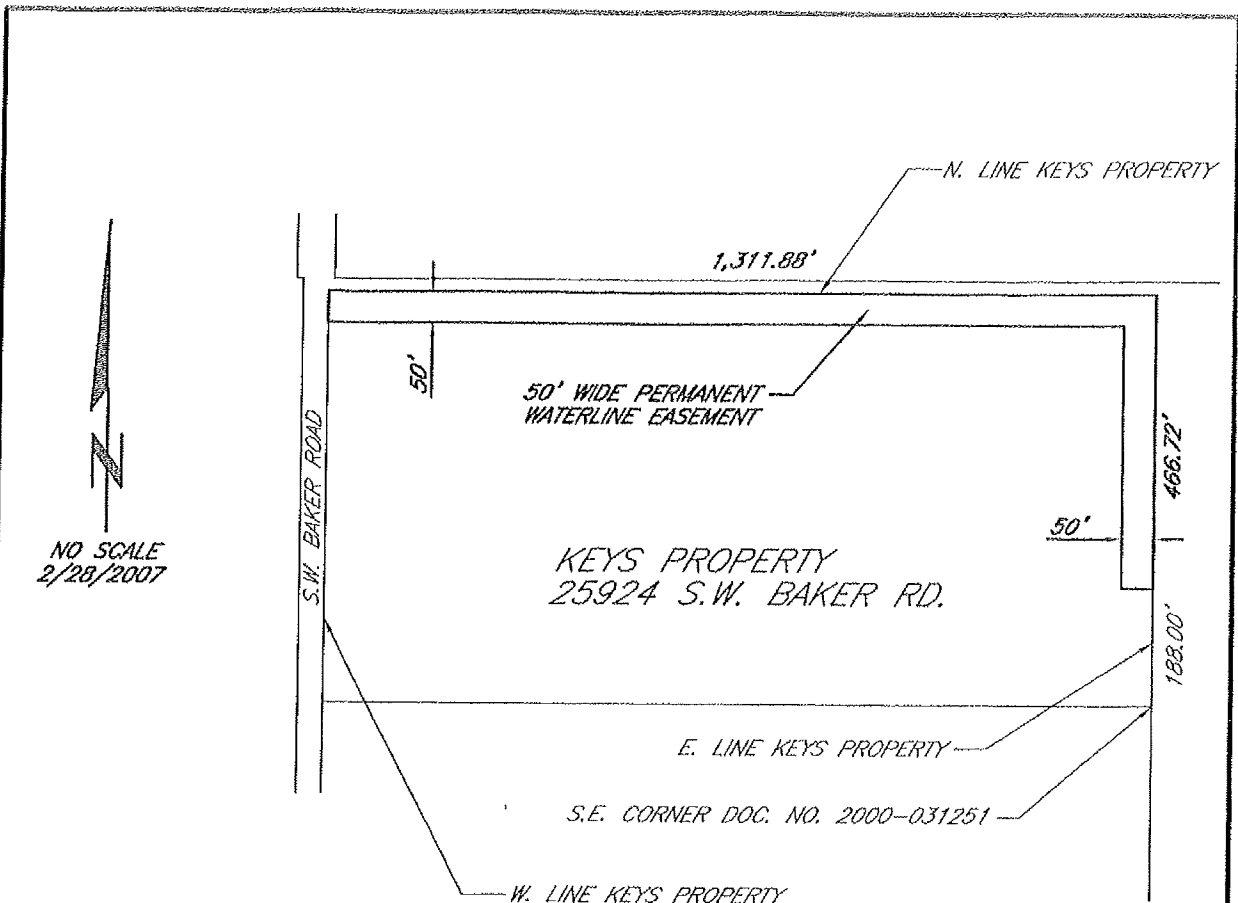 N. LINE KEYS PROPERTY
1,311.88'
50'
50' WIDE PERMANENT
WATERLINE EASEMENT
S.W. BAKER ROAD
466.72'
N
NO SCALE
2/28/2007
50'
KEYS PROPERTY
25924 S.W. BAKER RD.
188.00'
E. LINE KEYS PROPERTY
S.E. CORNER DOC. NO. 2000-031251
W. LINE KEYS PROPERTY